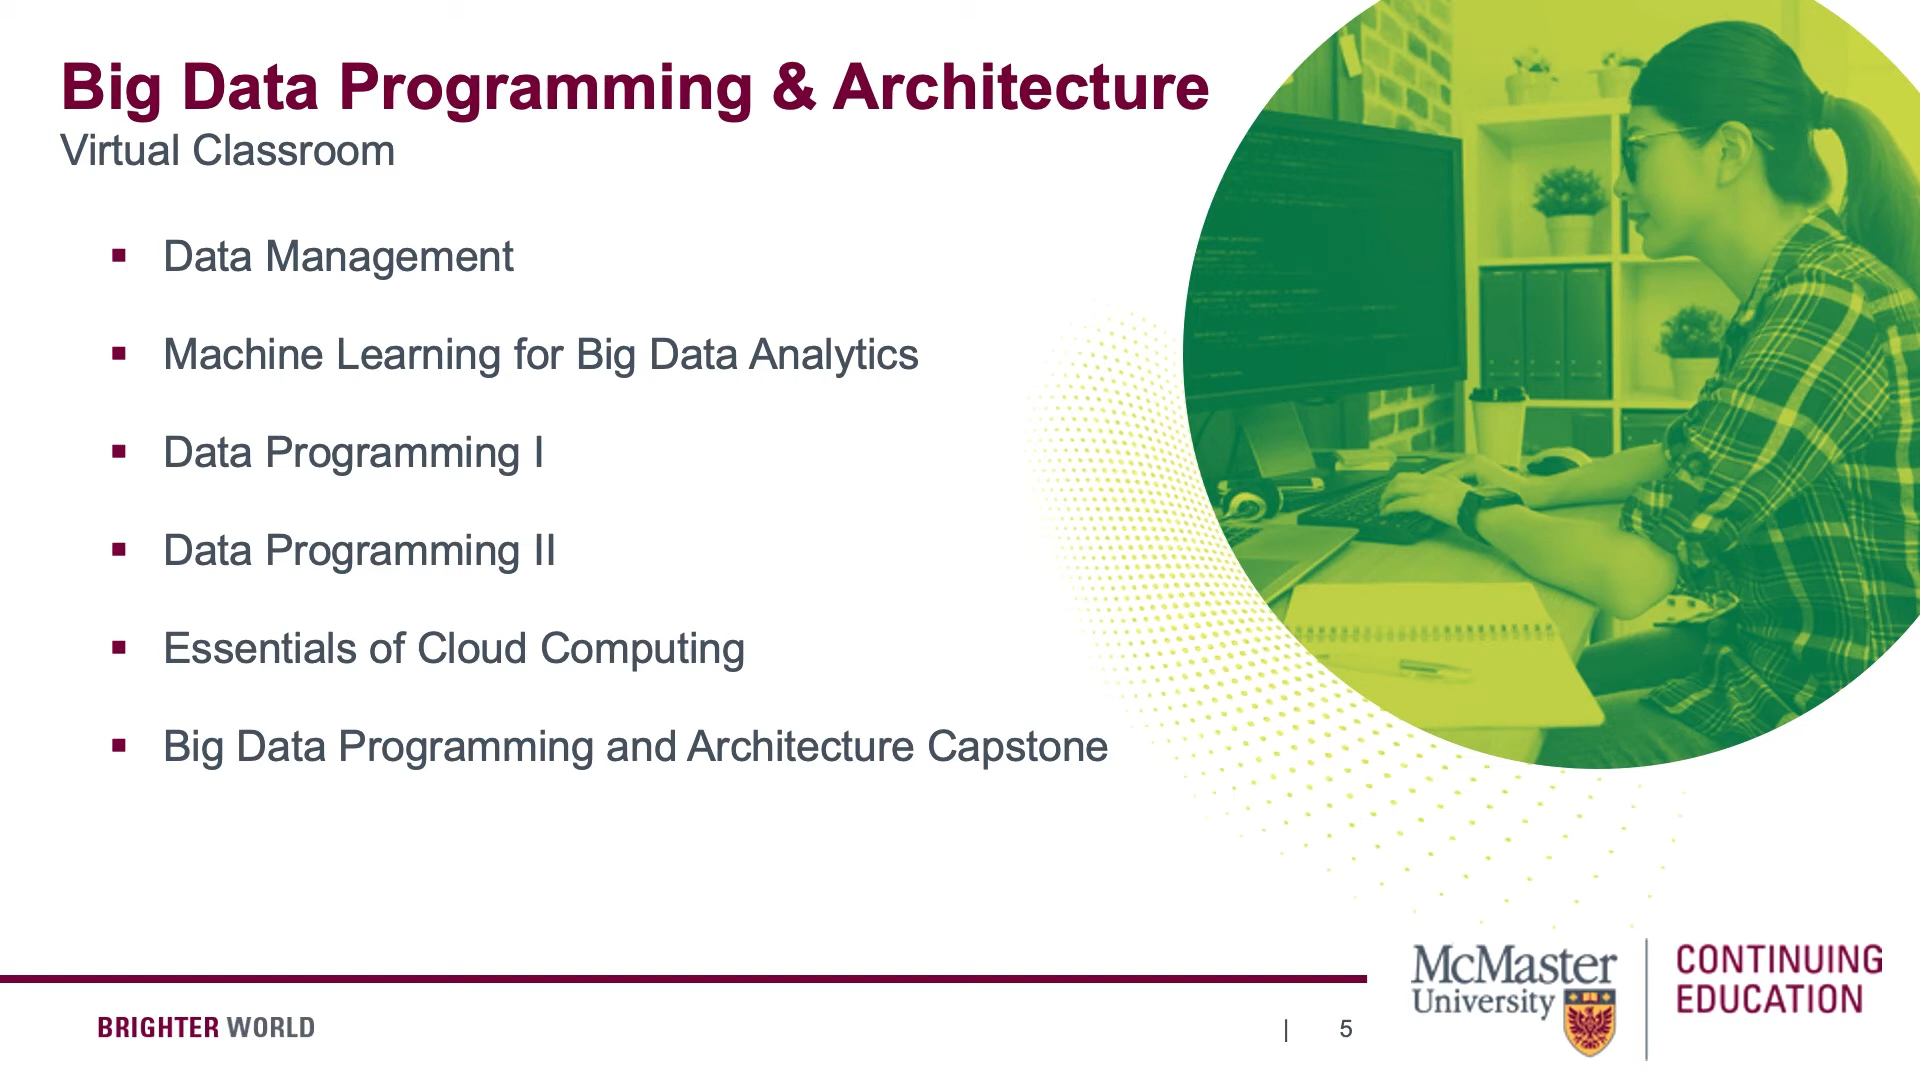 Big Data Programming & Architecture
Virtual Classroom
▪ Data Management
▪ Machine Learning for Big Data Analytics
▪ Data Programming I
▪ Data Programming II
▪ Essentials of Cloud Computing
▪ Big Data Programming and Architecture Capstone
BRIGHTER WORLD
| 5
McMaster
University
CONTINUING
EDUCATION